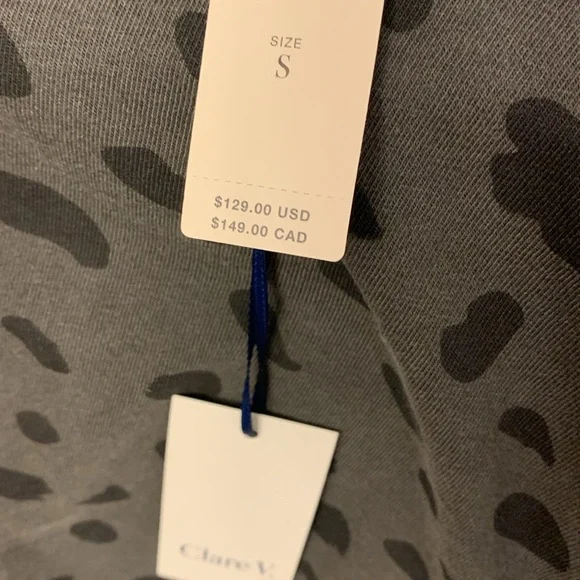 SIZE
S
$129.00 USD
$149.00 CAD
Clare V.